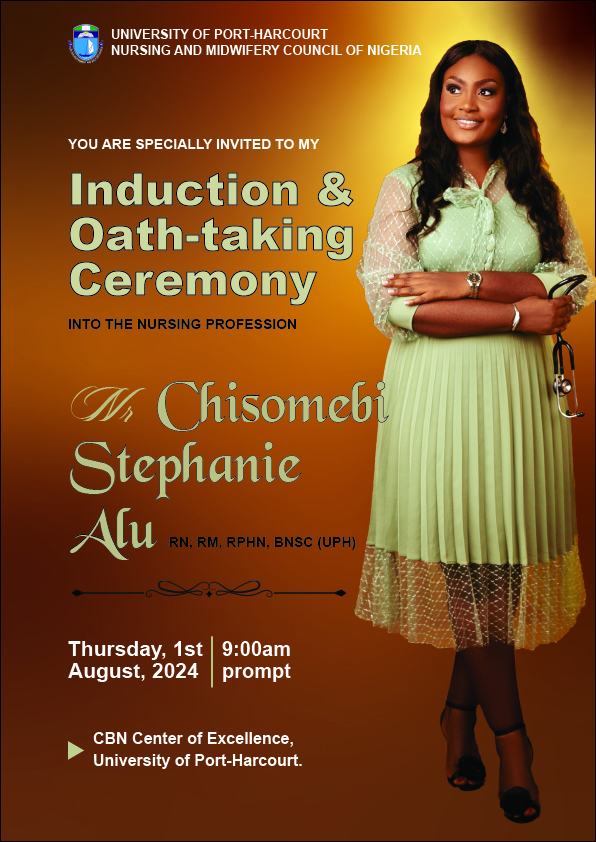 UNIVERSITY OF PORT-HARCOURT
NURSING AND MIDWIFERY COUNCIL OF NIGERIA
YOU ARE SPECIALLY INVITED TO MY
Induction &
Oath-taking
Ceremony
INTO THE NURSING PROFESSION
Nr Chisomebi
Stephanie
Alu RN, RM, RPHN, BNSC (UPH)
Thursday, 1st
August, 2024
9:00am
prompt
CBN Center of Excellence,
University of Port-Harcourt.